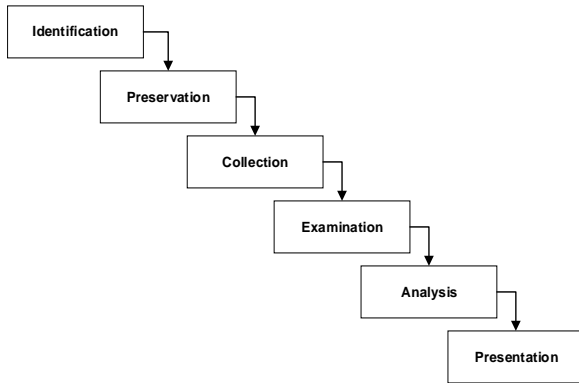 Identification
Preservation
Collection
Examination
Analysis
Presentation